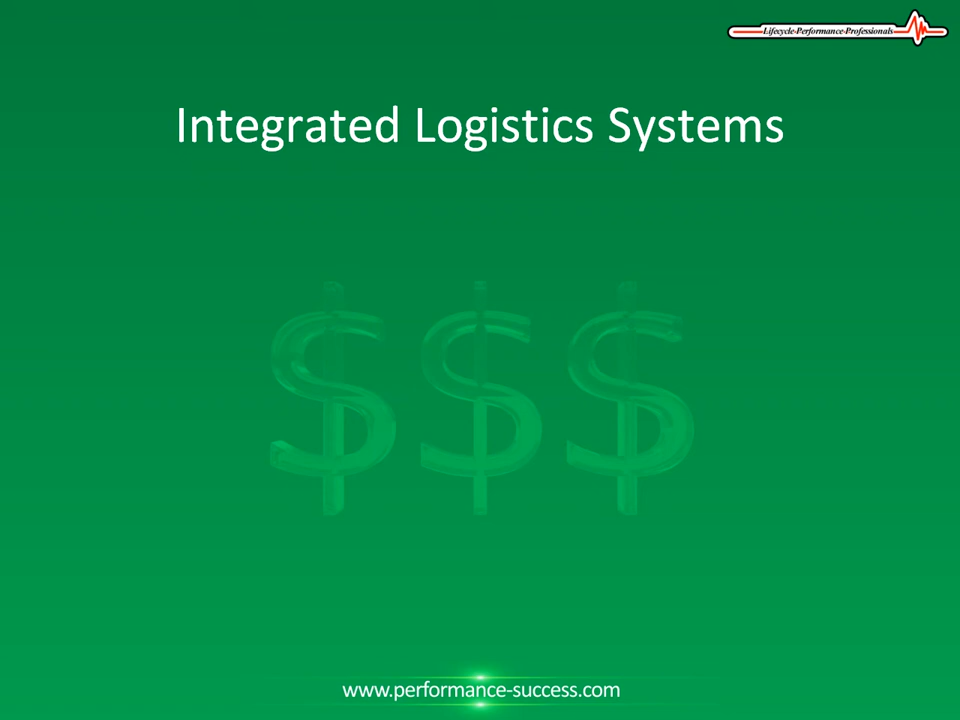 Lifecycle-Performance-Professionals
Integrated Logistics Systems
$$$
www.performance-success.com